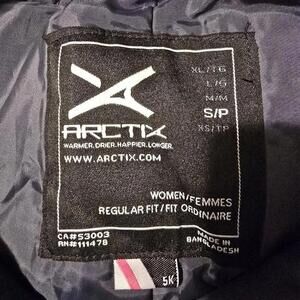 ARCTIX
WARMER. DRIER. HAPPIER. LONGER.
WWW.ARCTIX.COM
XL/TG
L/G
M/M
S/P
XS/TP
WOMEN/FEMMES
REGULAR FIT/FIT ORDINAIRE
CA#53003
RN#111478
MADE IN
BANGLADESH
5K